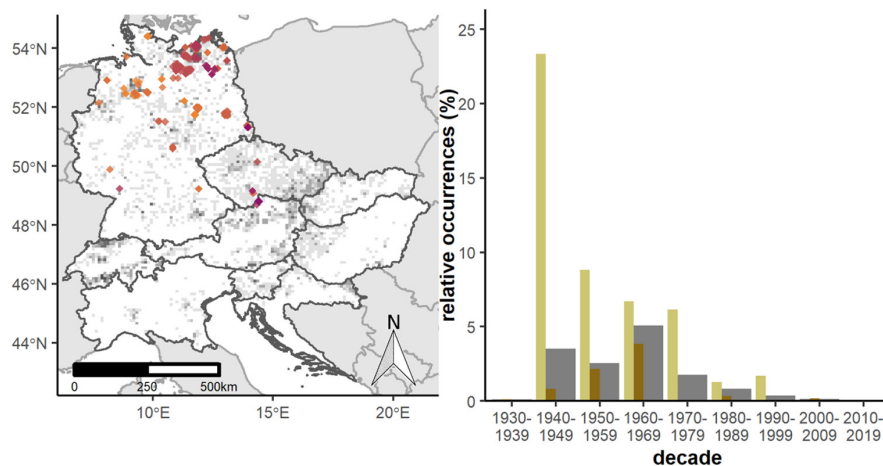 54°N
52°N
50°N
48°N
46°N
44°N
N
0 250 500km
10°E 15°E 20°E
relative occurrences (%)
25
20
15
10
5
0
1930- 1940- 1950- 1960- 1970- 1980- 1990- 2000- 2010-
1939 1949 1959 1969 1979 1989 1999 2009 2019
decade